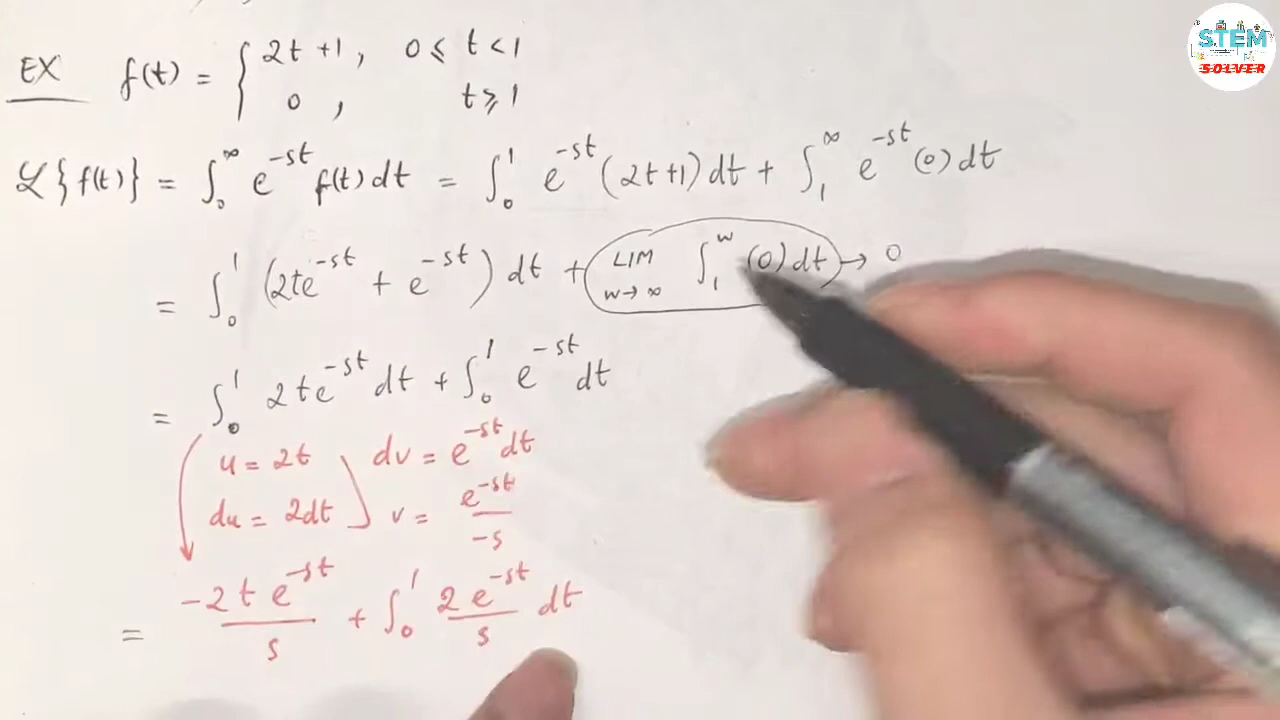 STEM
SOLVER
EX f(t) = { 2t +1, 0 ≤ t < 1
0, t ≥ 1
ℒ{f(t)} = ∫₀^∞ e^-st f(t) dt = ∫₀^1 e^-st (2t+1) dt + ∫₁^∞ e^-st (0) dt
= ∫₀^1 (2te^-st + e^-st) dt + LIM w→∞ ∫₁^w (0) dt → 0
= ∫₀^1 2te^-st dt + ∫₀^1 e^-st dt
u = 2t dv = e^-st dt
du = 2dt v = e^-st / -s
= -2te^-st / s + ∫₀^1 2e^-st / s dt